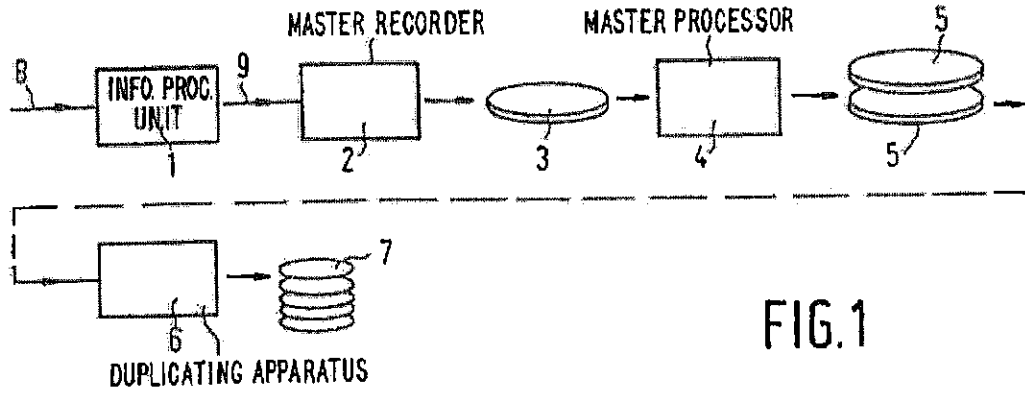 MASTER RECORDER
MASTER PROCESSOR
5
8
INFO. PROC.
UNIT
9
1
2
3
4
5
7
6
DUPLICATING APPARATUS
FIG.1